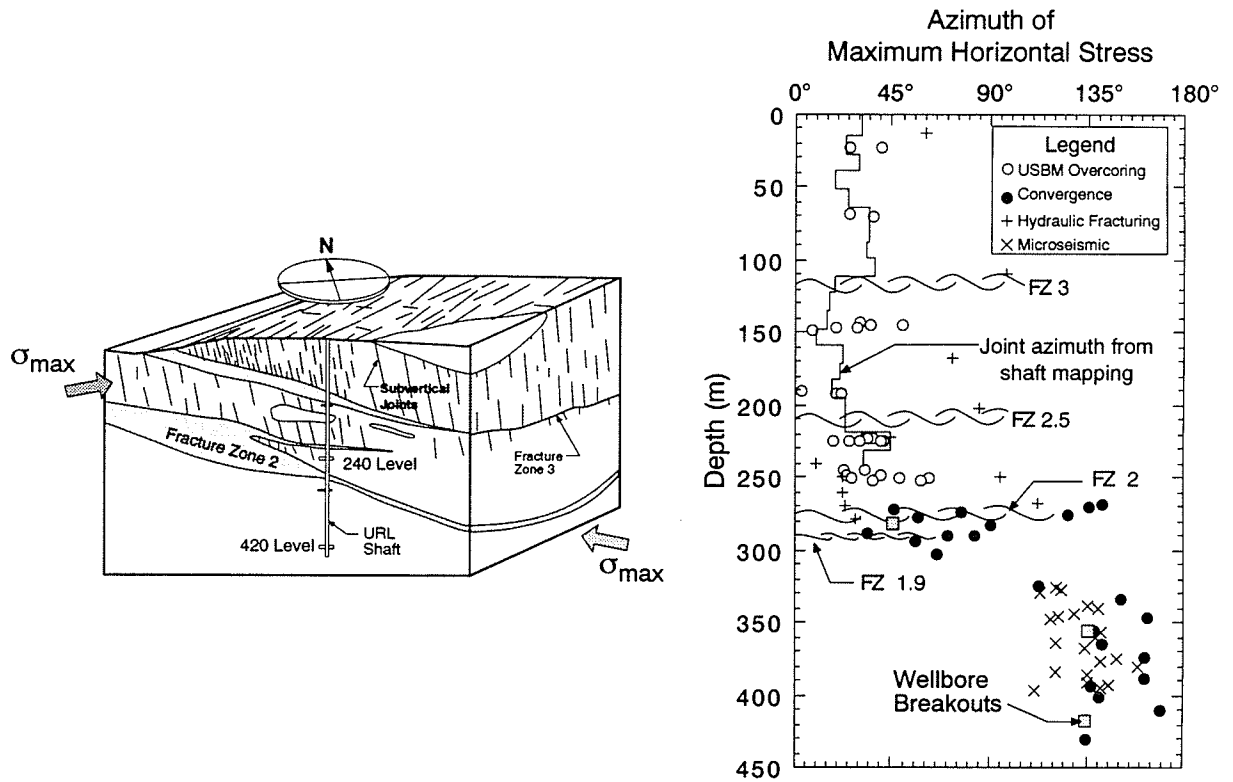 N
σmax
Subvertical
Joints
Fracture Zone 2
240 Level
Fracture
Zone 3
URL
Shaft
420 Level
σmax
Azimuth of
Maximum Horizontal Stress
0° 45° 90° 135° 180°
0
50
100
150
200
250
300
350
400
450
Depth (m)
Legend
USBM Overcoring
Convergence
Hydraulic Fracturing
Microseismic
FZ 3
Joint azimuth from
shaft mapping
FZ 2.5
FZ 2
FZ 1.9
Wellbore
Breakouts